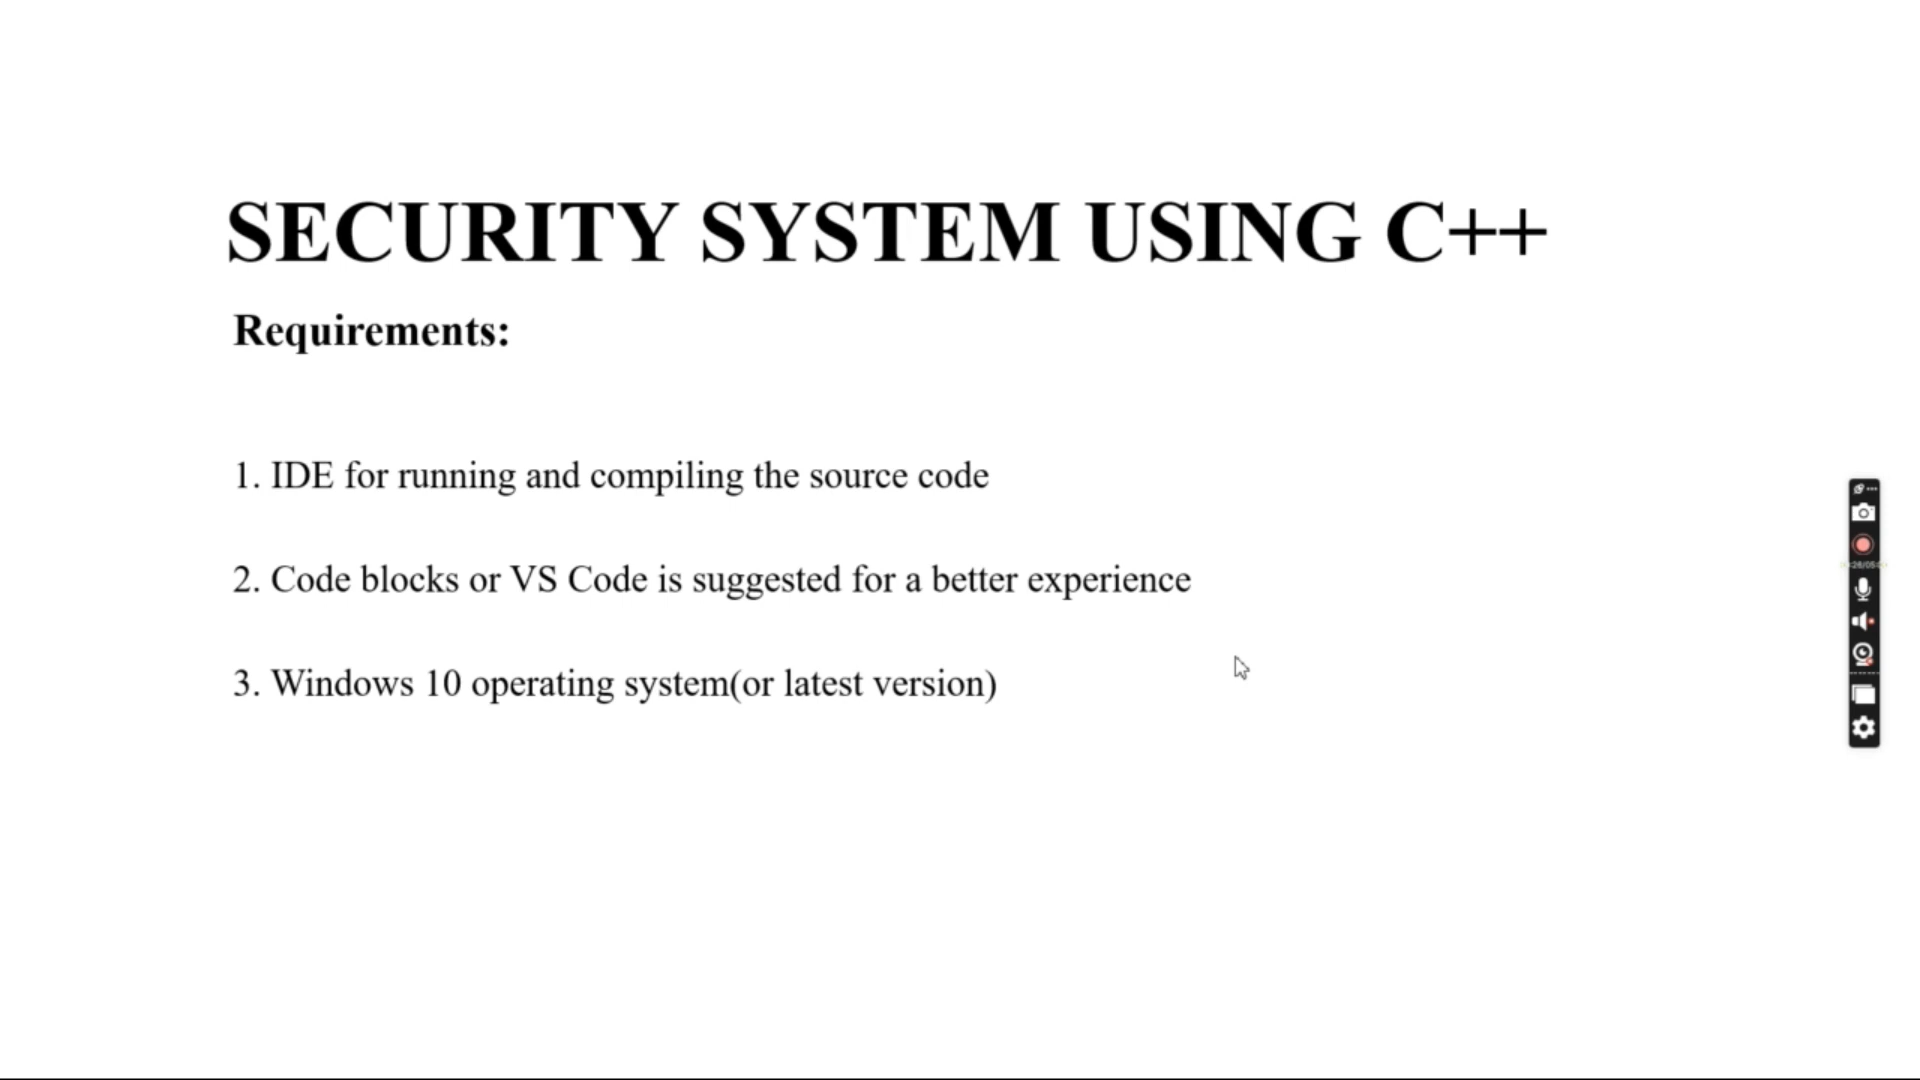 SECURITY SYSTEM USING C++
Requirements:
1. IDE for running and compiling the source code
2. Code blocks or VS Code is suggested for a better experience
3. Windows 10 operating system(or latest version)